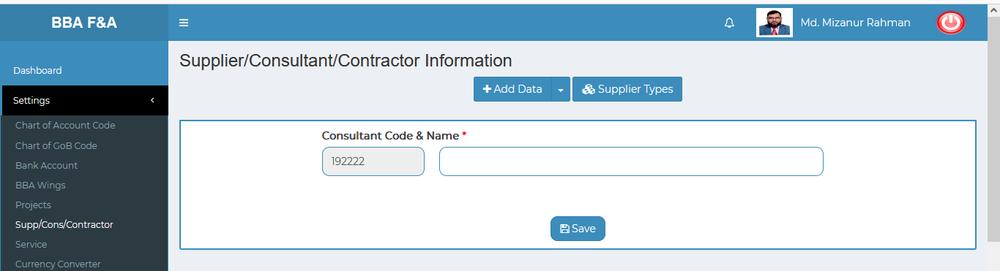 BBA F&A
Md. Mizanur Rahman
Dashboard
Settings
Chart of Account Code
Chart of GoB Code
Bank Account
BBA Wings
Projects
Supp/Cons/Contractor
Service
Currency Converter
Supplier/Consultant/Contractor Information
Add Data
Supplier Types
Consultant Code & Name *
192222
Save